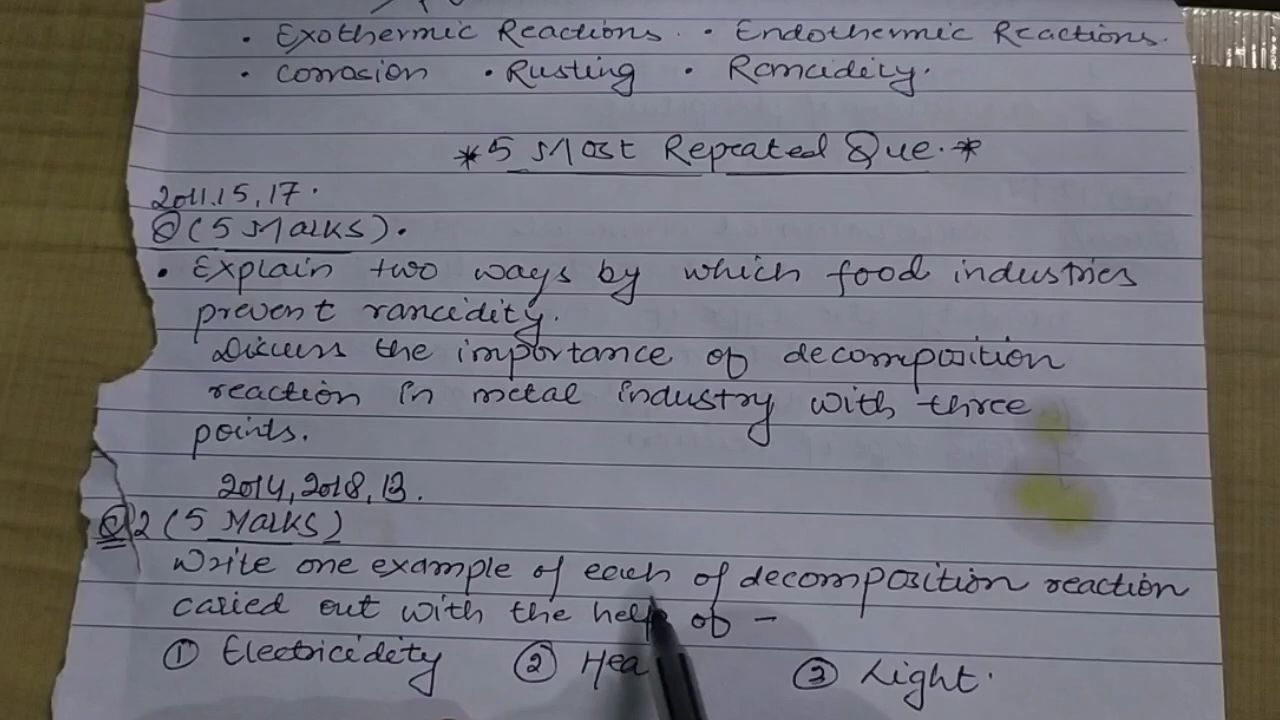 • Exothermic Reactions. • Endothermic Reactions.
• Corrosion • Rusting • Rancidity.
*5 Most Repeated Que.*
2011.15,17.
Q (5 Marks).
• Explain two ways by which food industries
prevent rancidity.
Discuss the importance of decomposition
reaction in metal industry with three
points.
2014, 2018, 13.
Q2 (5 Marks)
Write one example of each of decomposition reaction
caried out with the help of –
① Electricidety ② Hea ③ Light.